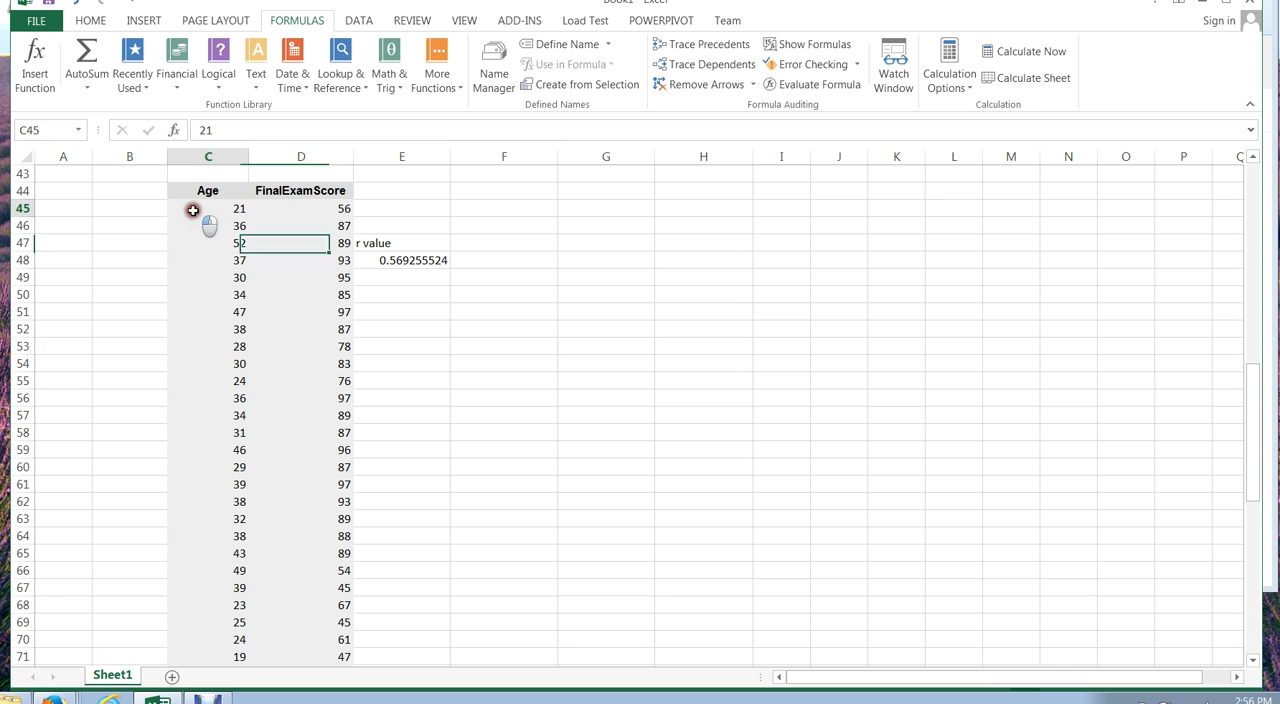 Book1 - Excel
FILE HOME INSERT PAGE LAYOUT FORMULAS DATA REVIEW VIEW ADD-INS Load Test POWERPIVOT Team Sign in
Insert Function
AutoSum
Recently Used
Financial
Logical
Text
Date & Time
Lookup & Reference
Math & Trig
More Functions
Function Library
Name Manager
Define Name
Use in Formula
Create from Selection
Defined Names
Trace Precedents
Trace Dependents
Remove Arrows
Show Formulas
Error Checking
Evaluate Formula
Formula Auditing
Watch Window
Calculation Options
Calculate Now
Calculate Sheet
Calculation
C45 fx 21
A B C D E F G H I J K L M N O P Q
43
44 Age FinalExamScore
45 21 56
46 36 87
47 52 89 r value
48 37 93 0.569255524
49 30 95
50 34 85
51 47 97
52 38 87
53 28 78
54 30 83
55 24 76
56 36 97
57 34 89
58 31 87
59 46 96
60 29 87
61 39 97
62 38 93
63 32 89
64 38 88
65 43 89
66 49 54
67 39 45
68 23 67
69 25 45
70 24 61
71 19 47
Sheet1
2:56 PM